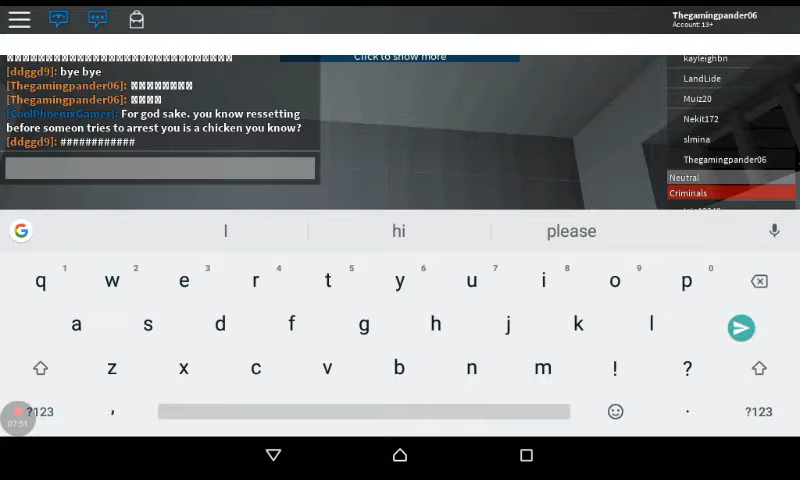 Thegamingpander06
Account: 13+
Click to show more
[ddggd9]: bye bye
[Thegamingpander06]:
[Thegamingpander06]:
[CoolPhoenixGamer]: For god sake. you know ressetting
before someon tries to arrest you is a chicken you know?
[ddggd9]: ############
kayleighbn
LandLide
Muiz20
Nekit172
slmina
Thegamingpander06
Neutral
Criminals
G I hi please
1 2 3 4 5 6 7 8 9 0
q w e r t y u i o p
a s d f g h j k l
z x c v b n m ! ?
?123 , . ?123
07:51